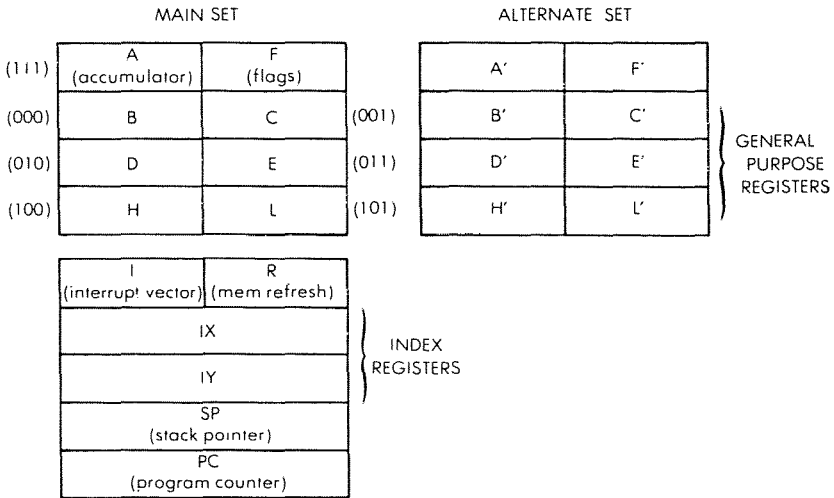 MAIN SET
ALTERNATE SET
(111)
A
(accumulator)
F
(flags)
A'
F'
(000)
B
C
(001)
B'
C'
(010)
D
E
(011)
D'
E'
(100)
H
L
(101)
H'
L'
GENERAL
PURPOSE
REGISTERS
I
(interrupt vector)
R
(mem refresh)
IX
IY
INDEX
REGISTERS
SP
(stack pointer)
PC
(program counter)